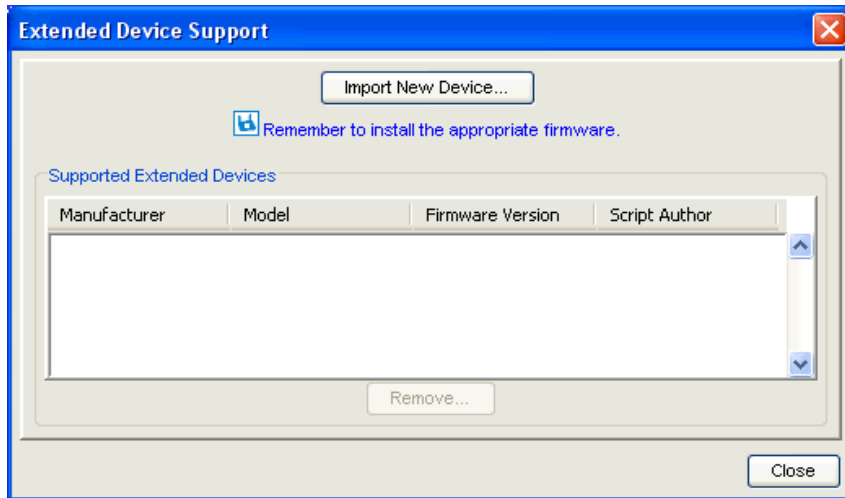 Extended Device Support
Import New Device...
Remember to install the appropriate firmware.
Supported Extended Devices
Manufacturer Model Firmware Version Script Author
Remove...
Close